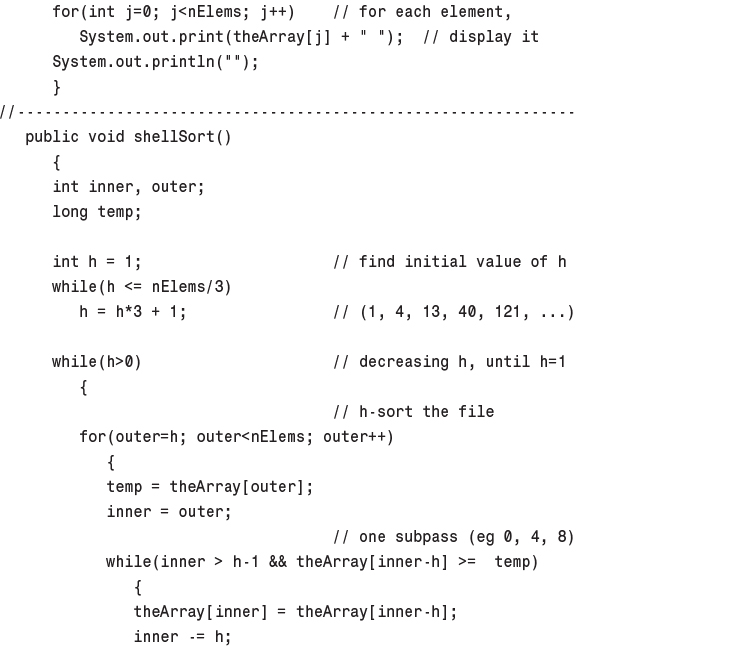 for(int j=0; j<nElems; j++)    // for each element,
System.out.print(theArray[j] + " ");  // display it
System.out.println("");
}
//--------------------------------------------------------------
public void shellSort()
{
int inner, outer;
long temp;
int h = 1;                     // find initial value of h
while(h <= nElems/3)
h = h*3 + 1;                // (1, 4, 13, 40, 121, ...)
while(h>0)                     // decreasing h, until h=1
{
// h-sort the file
for(outer=h; outer<nElems; outer++)
{
temp = theArray[outer];
inner = outer;
// one subpass (eg 0, 4, 8)
while(inner > h-1 && theArray[inner-h] >=  temp)
{
theArray[inner] = theArray[inner-h];
inner -= h;